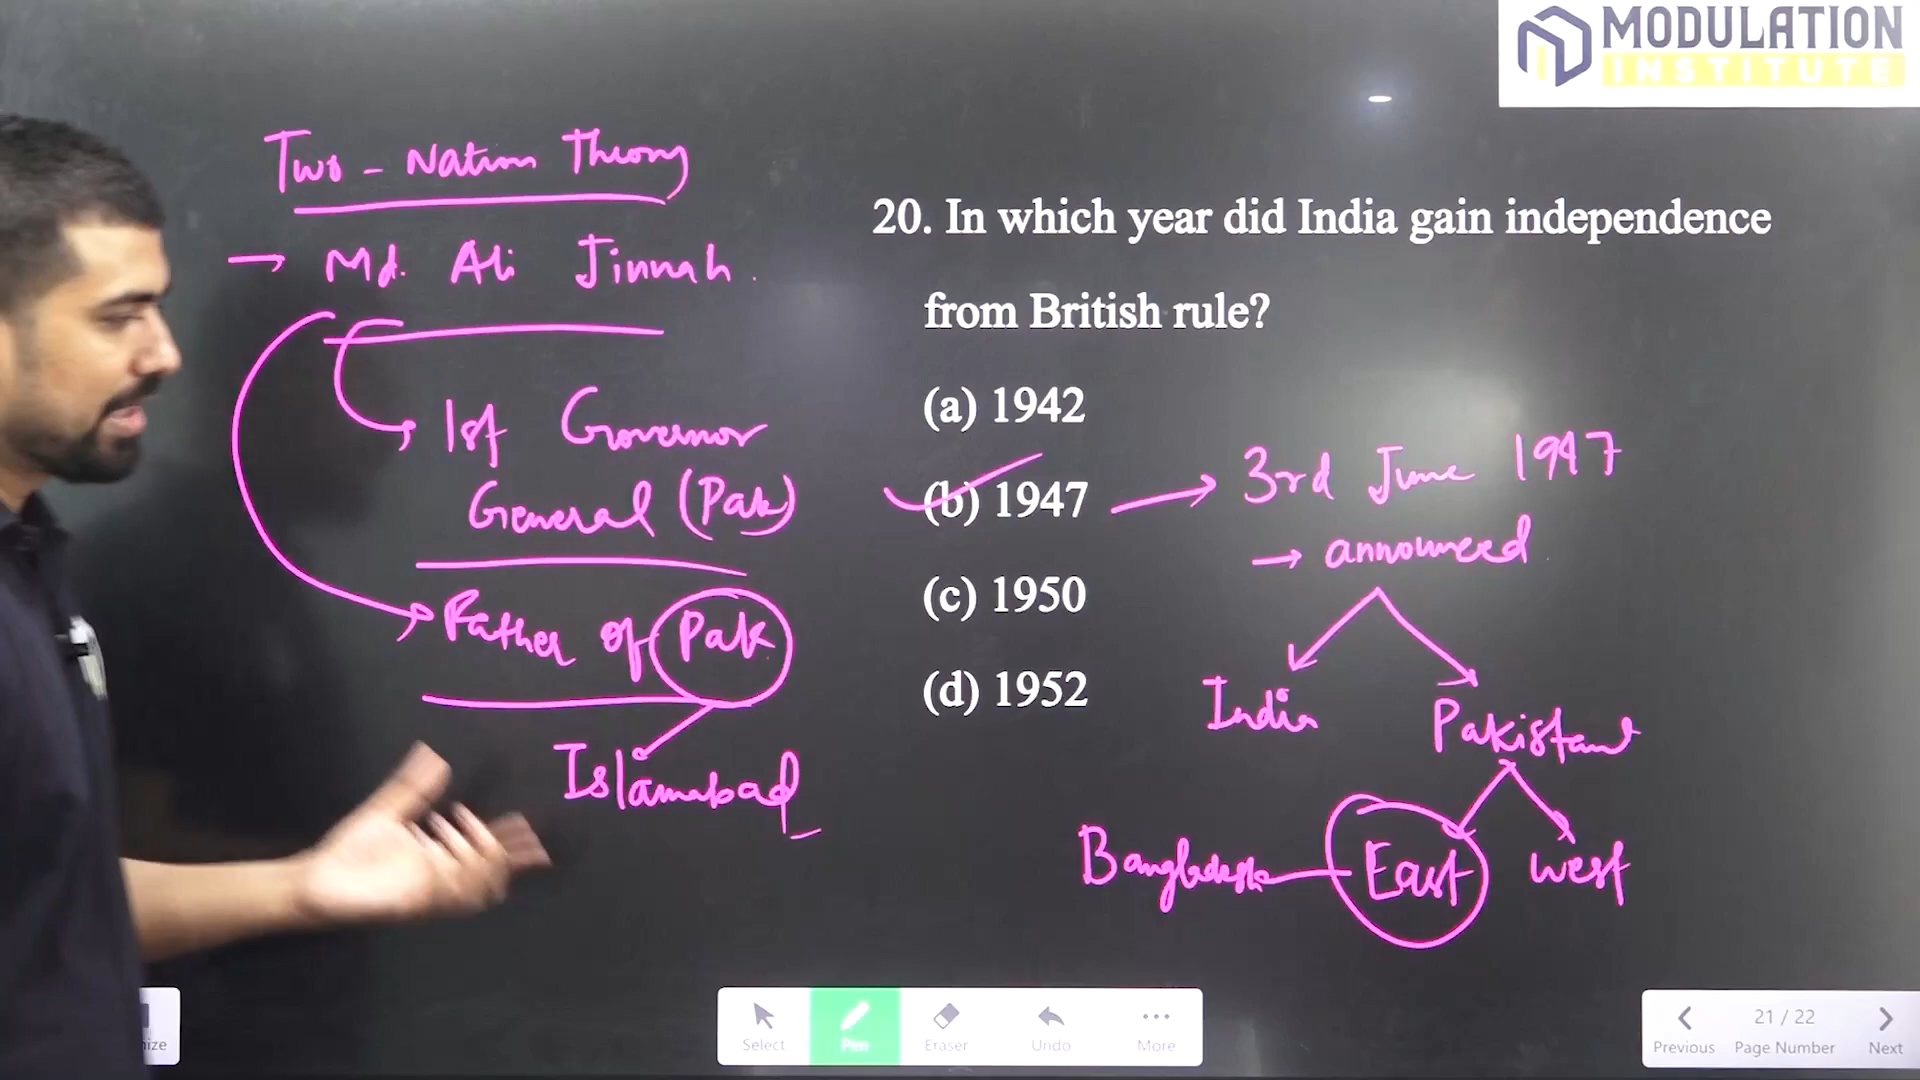 MODULATION
INSTITUTE
Two - Nation Theory
→ Md. Ali Jinnah.
1st Governor
General (Pak)
Father of Pak
Islamabad
20. In which year did India gain independence
from British rule?
(a) 1942
(b) 1947 → 3rd June 1947
→ announced
(c) 1950
(d) 1952
India Pakistan
Bangladesh East West
Select Pen Eraser Undo More
21 / 22
Previous Page Number Next